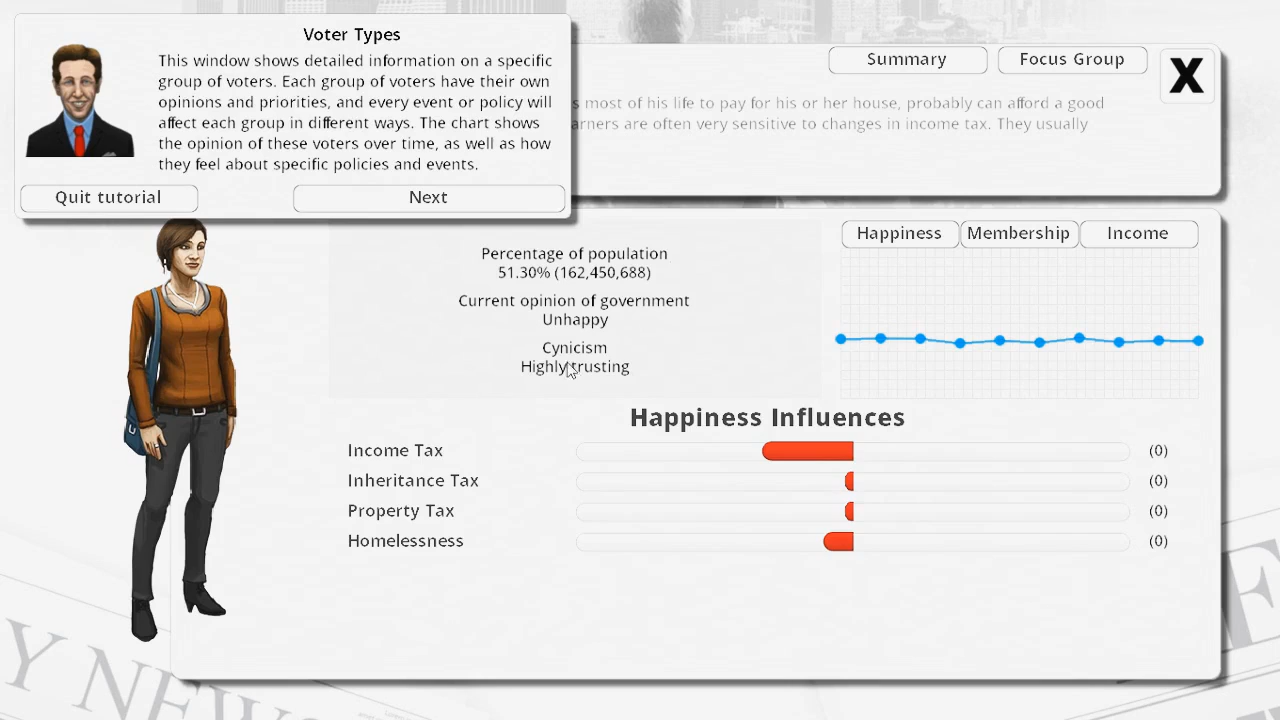 Voter Types
This window shows detailed information on a specific
group of voters. Each group of voters have their own
opinions and priorities, and every event or policy will
affect each group in different ways. The chart shows
the opinion of these voters over time, as well as how
they feel about specific policies and events.
Quit tutorial
Next
Summary
Focus Group
X
s most of his life to pay for his or her house, probably can afford a good
arners are often very sensitive to changes in income tax. They usually
Percentage of population
51.30% (162,450,688)
Current opinion of government
Unhappy
Cynicism
Highly trusting
Happiness
Membership
Income
Happiness Influences
Income Tax (0)
Inheritance Tax (0)
Property Tax (0)
Homelessness (0)
Y NEWS